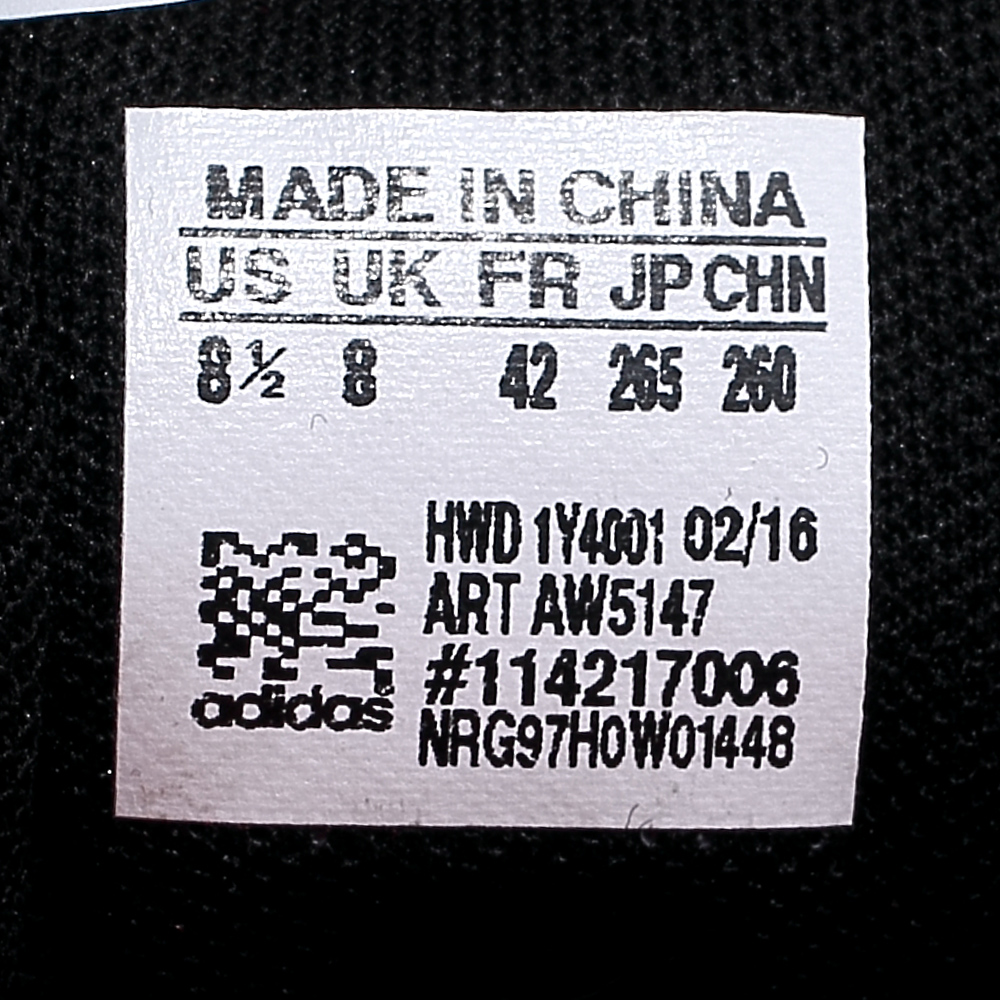 MADE IN CHINA
US UK FR JP CHN
8½ 8 42 265 260
HWD 1Y4001 02/16
ART AW5147
#114217006
NRG97H0W01448
adidas